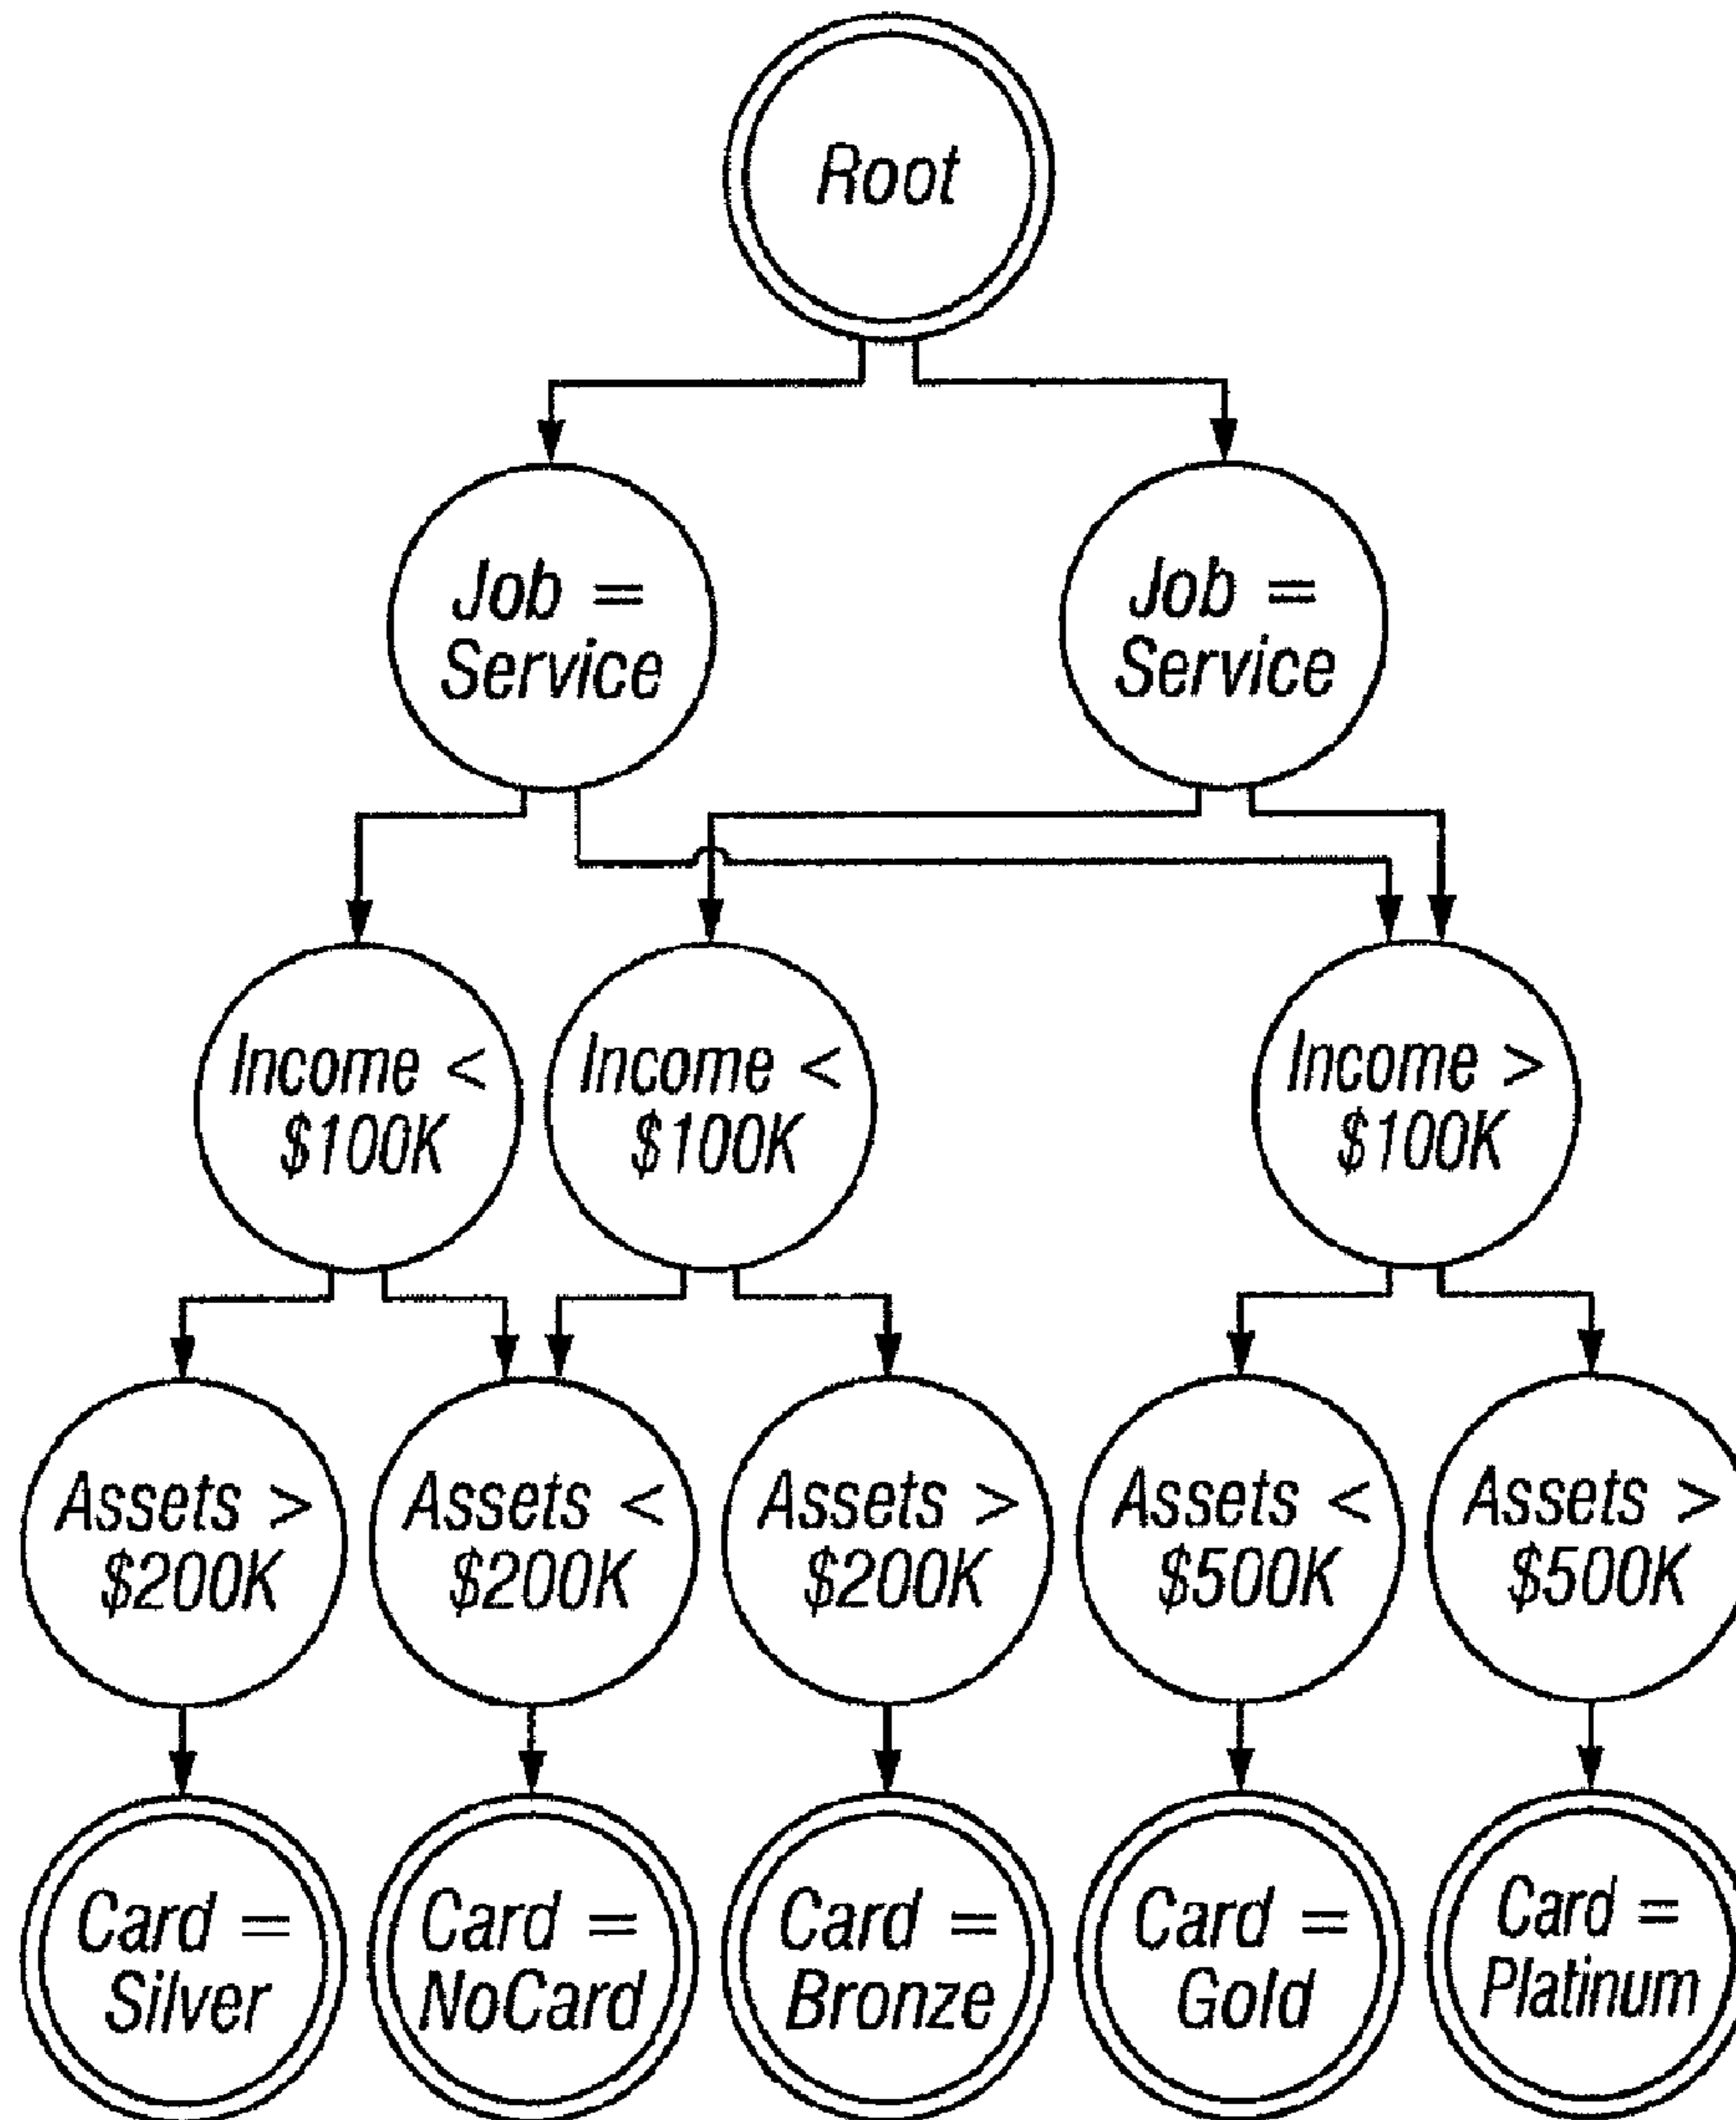 Root
Job =
Service
Job =
Service
Income <
$100K
Income <
$100K
Income >
$100K
Assets >
$200K
Assets <
$200K
Assets >
$200K
Assets <
$500K
Assets >
$500K
Card =
Silver
Card =
NoCard
Card =
Bronze
Card =
Gold
Card =
Platinum